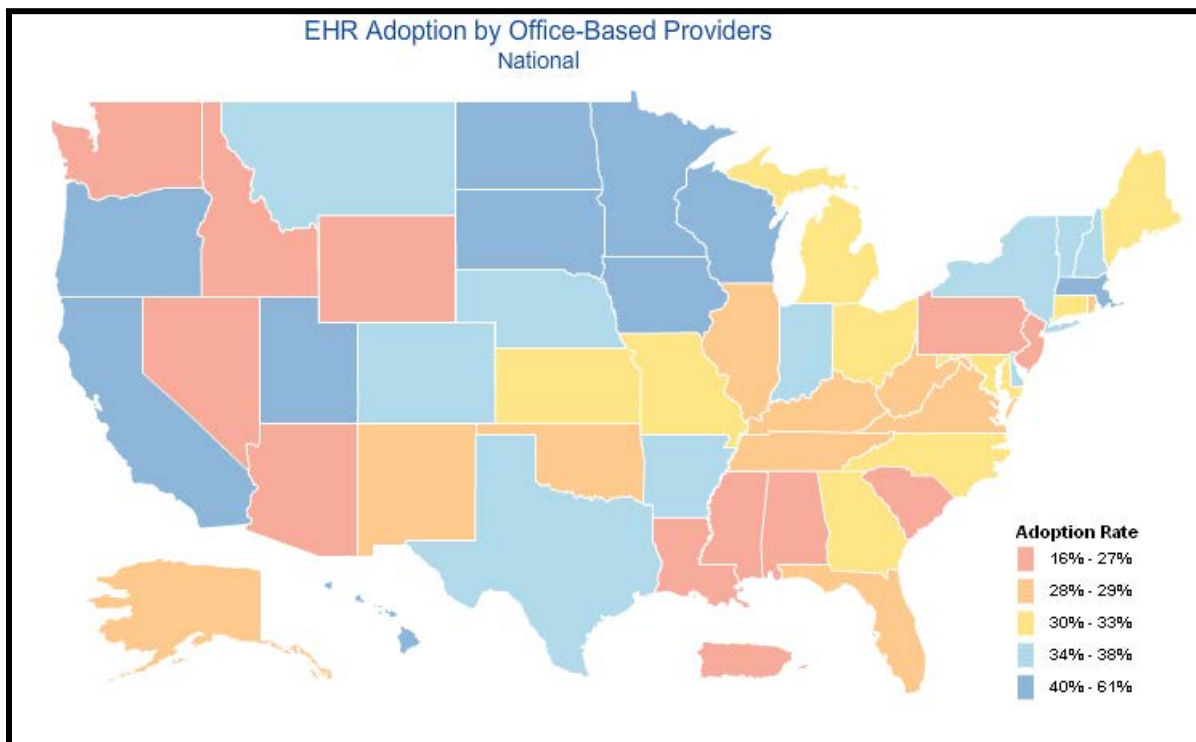 EHR Adoption by Office-Based Providers
National
Adoption Rate
16% - 27%
28% - 29%
30% - 33%
34% - 38%
40% - 61%